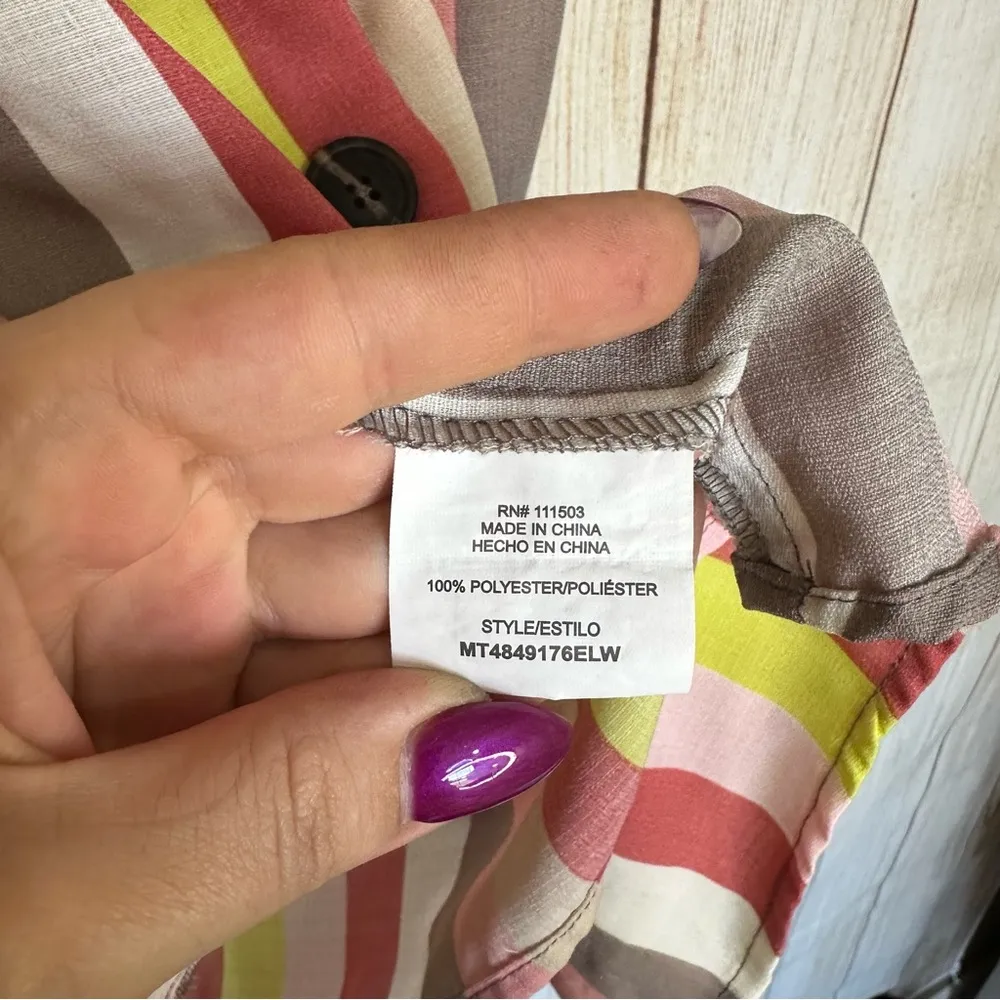 RN# 111503
MADE IN CHINA
HECHO EN CHINA
100% POLYESTER/POLIÉSTER
STYLE/ESTILO
MT4849176ELW